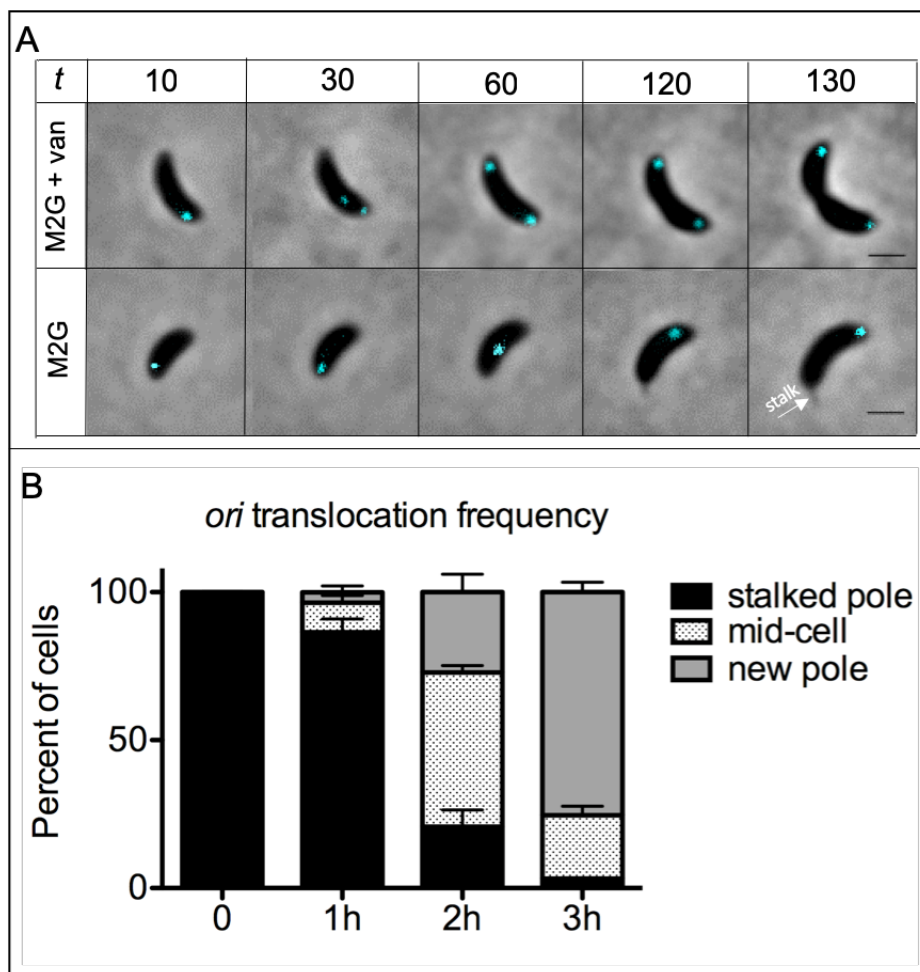 A
t 10 30 60 120 130
M2G + van
M2G
stalk
B
ori translocation frequency
Percent of cells
100
50
0
0 1h 2h 3h
stalked pole
mid-cell
new pole